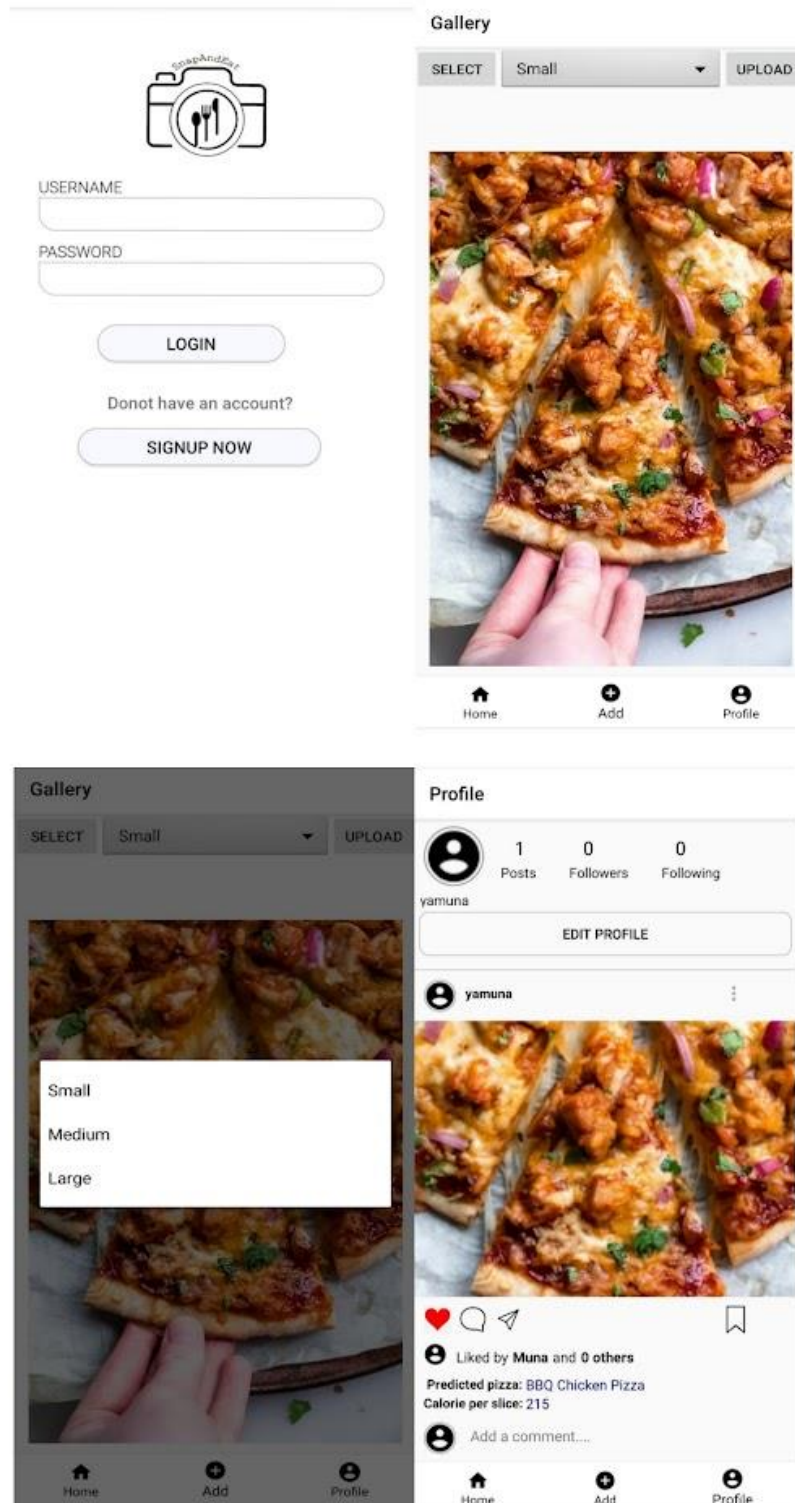 SnapAndEat
USERNAME
PASSWORD
LOGIN
Donot have an account?
SIGNUP NOW
Gallery
SELECT Small UPLOAD
Home Add Profile
Gallery
SELECT Small UPLOAD
Small
Medium
Large
Home Add Profile
Profile
1 0 0
Posts Followers Following
yamuna
EDIT PROFILE
yamuna
Liked by Muna and 0 others
Predicted pizza: BBQ Chicken Pizza
Calorie per slice: 215
Add a comment....
Home Add Profile